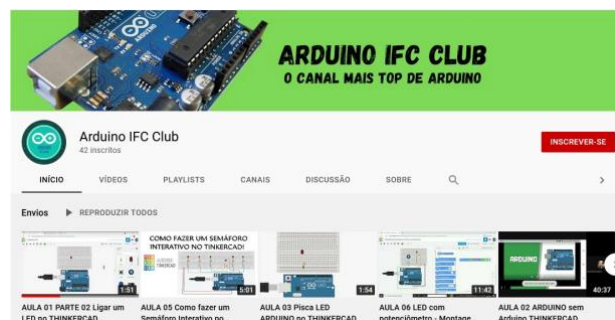 ARDUINO IFC CLUB
O CANAL MAIS TOP DE ARDUINO
Arduino IFC Club
42 inscritos
INSCREVER-SE
INÍCIO VÍDEOS PLAYLISTS CANAIS DISCUSSÃO SOBRE
Envios REPRODUZIR TODOS
COMO FAZER UM SEMÁFORO
INTERATIVO NO TINKERCAD!
ARDUINO
1:51 5:01 1:54 11:42 40:37
AULA 01 PARTE 02 Ligar um
LED no THINKERCAD
AULA 05 Como fazer um
Semáforo Interativo no
AULA 03 Pisca LED
ARDUINO no THINKERCAD
AULA 06 LED com
potenciômetro - Montage
AULA 02 ARDUINO sem
Arduino THINKERCAD